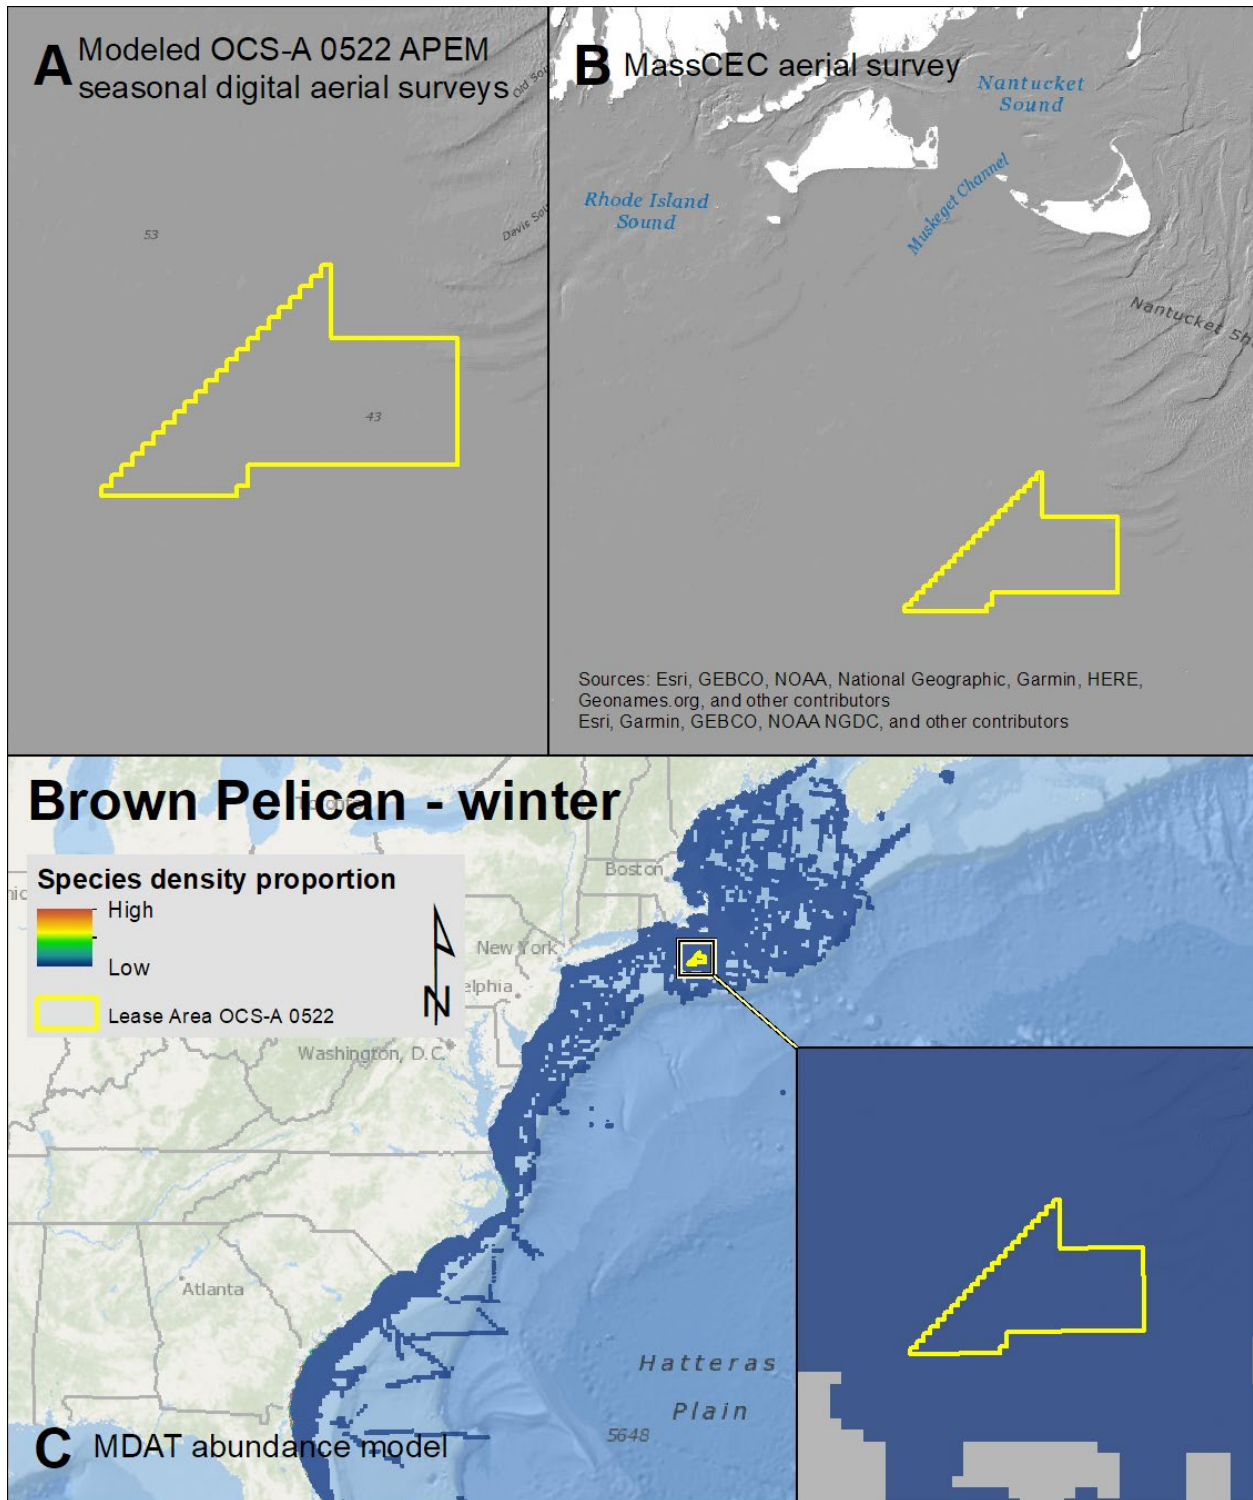 A Modeled OCS-A 0522 APEM
seasonal digital aerial surveys
53
43
B MassCEC aerial survey
Nantucket
Sound
Rhode Island
Sound
Muskeget Channel
Nantucket
Sources: Esri, GEBCO, NOAA, National Geographic, Garmin, HERE,
Geonames.org, and other contributors
Esri, Garmin, GEBCO, NOAA NGDC, and other contributors
Brown Pelican - winter
Species density proportion
High
Low
Lease Area OCS-A 0522
N
Boston
New York
elphia
Washington, D.C.
Atlanta
Hatteras
Plain
5648
C MDAT abundance model